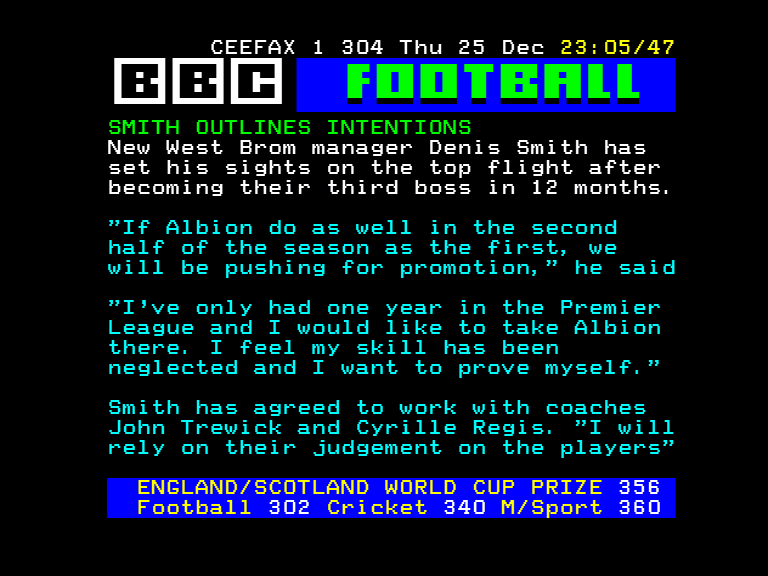 CEEFAX 1 304 Thu 25 Dec 23:05/47
BBC FOOTBALL
SMITH OUTLINES INTENTIONS
New West Brom manager Denis Smith has
set his sights on the top flight after
becoming their third boss in 12 months.
"If Albion do as well in the second
half of the season as the first, we
will be pushing for promotion," he said
"I've only had one year in the Premier
League and I would like to take Albion
there. I feel my skill has been
neglected and I want to prove myself."
Smith has agreed to work with coaches
John Trewick and Cyrille Regis. "I will
rely on their judgement on the players"
ENGLAND/SCOTLAND WORLD CUP PRIZE 356
Football 302 Cricket 340 M/Sport 360